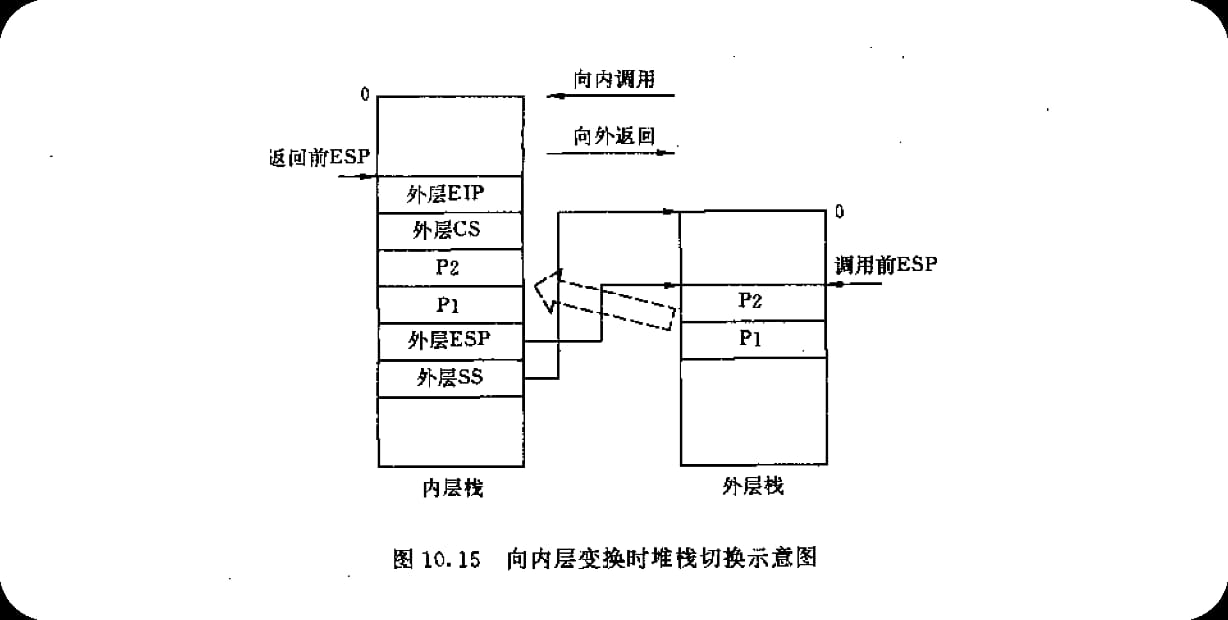 向内调用
0
向外返回
返回前ESP
外层EIP
外层CS
P2
P1
外层ESP
外层SS
内层栈
0
调用前ESP
P2
P1
外层栈
图 10.15 向内层变换时堆栈切换示意图